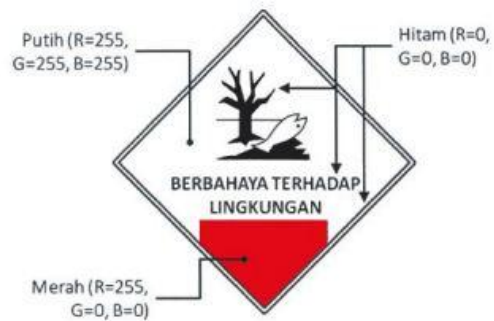 Putih (R=255,
G=255, B=255)
Hitam (R=0,
G=0, B=0)
BERBAHAYA TERHADAP
LINGKUNGAN
Merah (R=255,
G=0, B=0)